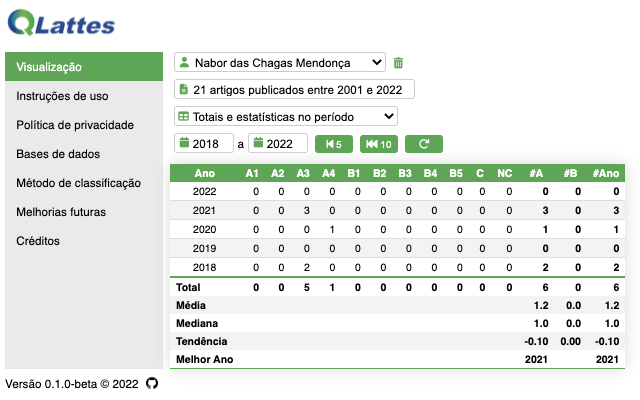 QLattes
Visualização
Instruções de uso
Política de privacidade
Bases de dados
Método de classificação
Melhorias futuras
Créditos
Nabor das Chagas Mendonça
21 artigos publicados entre 2001 e 2022
Totais e estatísticas no período
2018 a 2022 5 10
Ano A1 A2 A3 A4 B1 B2 B3 B4 B5 C NC #A #B #Ano
2022 0 0 0 0 0 0 0 0 0 0 0 0 0 0
2021 0 0 3 0 0 0 0 0 0 0 0 3 0 3
2020 0 0 0 1 0 0 0 0 0 0 0 1 0 1
2019 0 0 0 0 0 0 0 0 0 0 0 0 0 0
2018 0 0 2 0 0 0 0 0 0 0 0 2 0 2
Total 0 0 5 1 0 0 0 0 0 0 0 6 0 6
Média 1.2 0.0 1.2
Mediana 1.0 0.0 1.0
Tendência -0.10 0.00 -0.10
Melhor Ano 2021 2021
Versão 0.1.0-beta © 2022